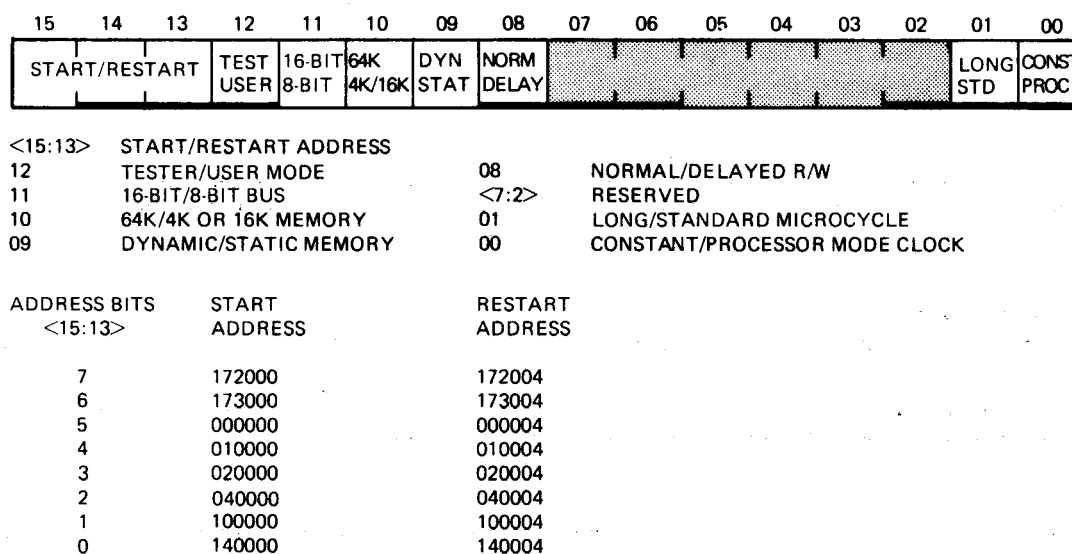 15 14 13 12 11 10 09 08 07 06 05 04 03 02 01 00
START/RESTART TEST 16-BIT 64K DYN NORM LONG CONST
USER 8-BIT 4K/16K STAT DELAY STD PROC
<15:13> START/RESTART ADDRESS
12 TESTER/USER MODE 08 NORMAL/DELAYED R/W
11 16-BIT/8-BIT BUS <7:2> RESERVED
10 64K/4K OR 16K MEMORY 01 LONG/STANDARD MICROCYCLE
09 DYNAMIC/STATIC MEMORY 00 CONSTANT/PROCESSOR MODE CLOCK
ADDRESS BITS START RESTART
<15:13> ADDRESS ADDRESS
7 172000 172004
6 173000 173004
5 000000 000004
4 010000 010004
3 020000 020004
2 040000 040004
1 100000 100004
0 140000 140004